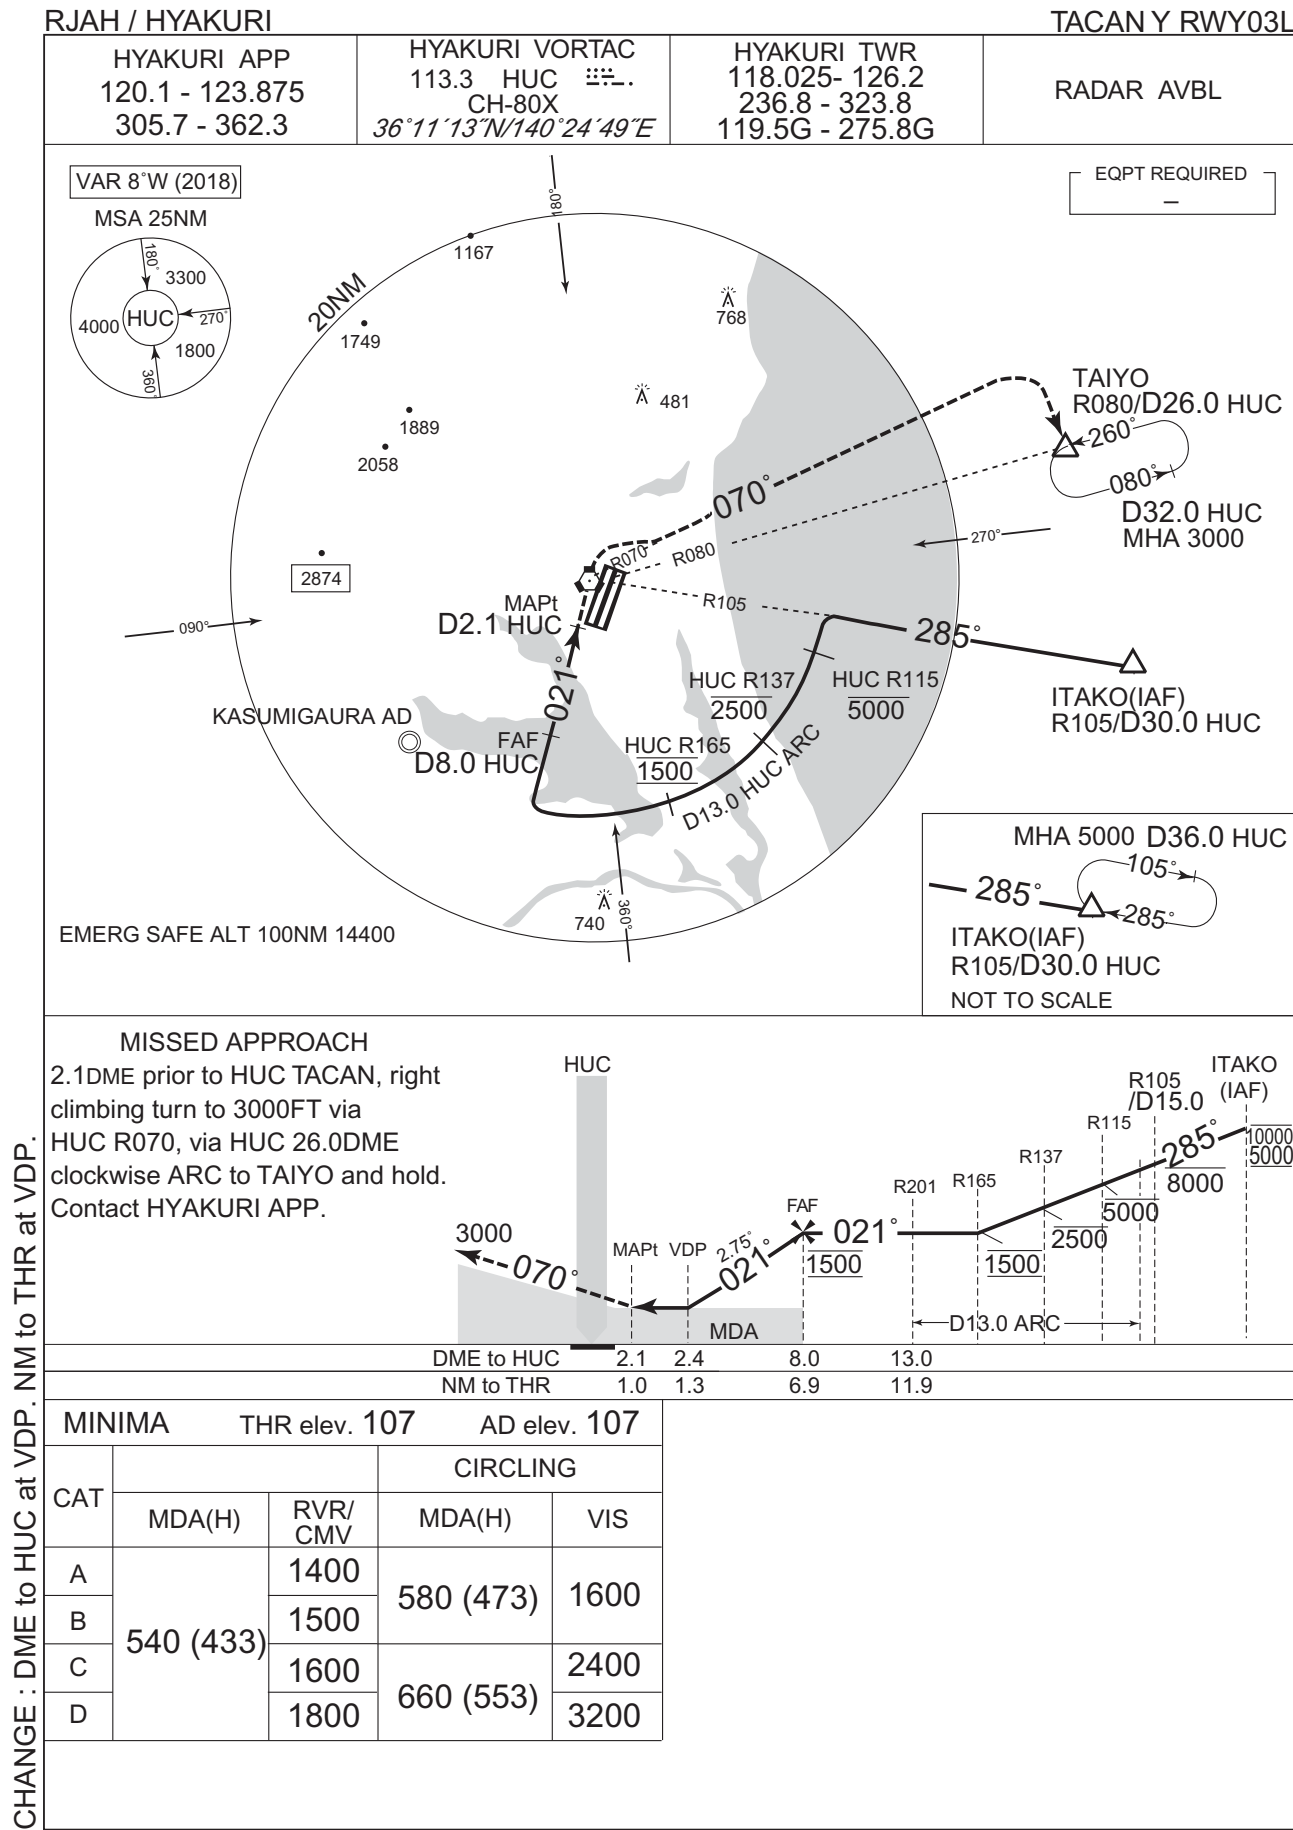 RJAH / HYAKURI
TACAN Y RWY03L
HYAKURI APP
120.1 - 123.875
305.7 - 362.3
HYAKURI VORTAC
113.3 HUC
CH-80X
36°11´13˝N/140°24´49˝E
HYAKURI TWR
118.025- 126.2
236.8 - 323.8
119.5G - 275.8G
RADAR AVBL
VAR 8°W (2018)
MSA 25NM
180°
3300
4000
HUC
270°
1800
360°
EQPT REQUIRED
–
180°
1167
20NM
1749
768
481
1889
2058
2874
TAIYO
R080/D26.0 HUC
260°
080°
D32.0 HUC
MHA 3000
070°
R070
R080
R105
270°
090°
MAPt
D2.1 HUC
285°
ITAKO(IAF)
R105/D30.0 HUC
HUC R137
2500
HUC R115
5000
021°
KASUMIGAURA AD
FAF
D8.0 HUC
HUC R165
1500
D13.0 HUC ARC
740
360°
EMERG SAFE ALT 100NM 14400
MHA 5000 D36.0 HUC
105°
285°
285°
ITAKO(IAF)
R105/D30.0 HUC
NOT TO SCALE
MISSED APPROACH
2.1DME prior to HUC TACAN, right
climbing turn to 3000FT via
HUC R070, via HUC 26.0DME
clockwise ARC to TAIYO and hold.
Contact HYAKURI APP.
HUC
ITAKO
(IAF)
R105
/D15.0
R115
R137
R165
R201
FAF
285°
10000
5000
8000
5000
2500
1500
021°
1500
3000
070°
MAPt
VDP
2.75°
021°
MDA
D13.0 ARC
DME to HUC 2.1 2.4 8.0 13.0
NM to THR 1.0 1.3 6.9 11.9
MINIMA THR elev. 107 AD elev. 107
CAT
CIRCLING
MDA(H)
RVR/
CMV
MDA(H)
VIS
A
1400
B
1500
C
1600
D
1800
540 (433)
580 (473)
1600
660 (553)
2400
3200
CHANGE : DME to HUC at VDP. NM to THR at VDP.